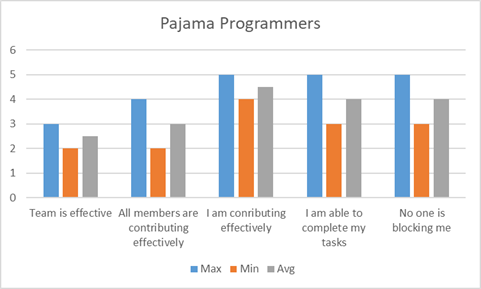 Pajama Programmers
6
5
4
3
2
1
0
Team is effective
All members are
contributing
effectively
I am conributing
effectively
I am able to
complete my
tasks
No one is
blocking me
Max Min Avg